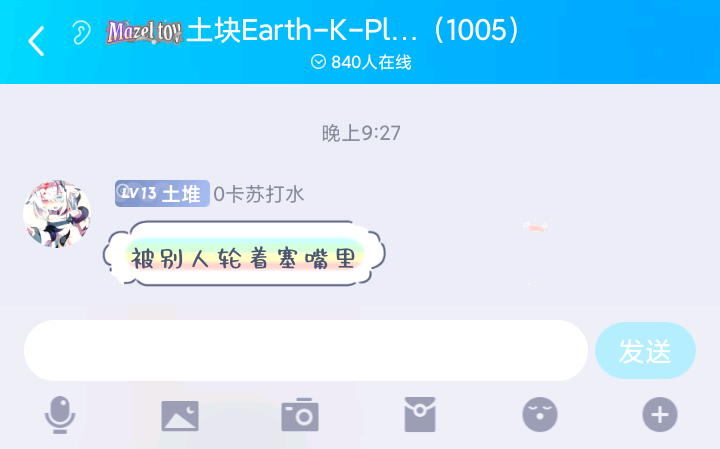 Mazel toy 土块Earth-K-Pl...（1005）
840人在线
晚上9:27
LV13 土堆 0卡苏打水
被别人轮着塞嘴里
发送